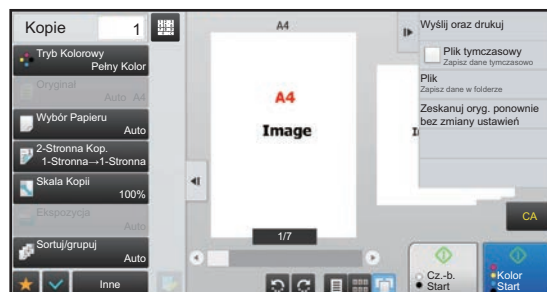 Kopie
1
Tryb Kolorowy
Pełny Kolor
Oryginał
Auto A4
Wybór Papieru
Auto
2-Stronna Kop.
1-Stronna→1-Stronna
Skala Kopii
100%
Ekspozycja
Auto
Sortuj/grupuj
Auto
Inne
A4
A4
Image
1/7
Wyślij oraz drukuj
Plik tymczasowy
Zapisz dane tymczasowo
Plik
Zapisz dane w folderze
Zeskanuj oryg. ponownie
bez zmiany ustawień
CA
Cz.-b.
Start
Kolor
Start